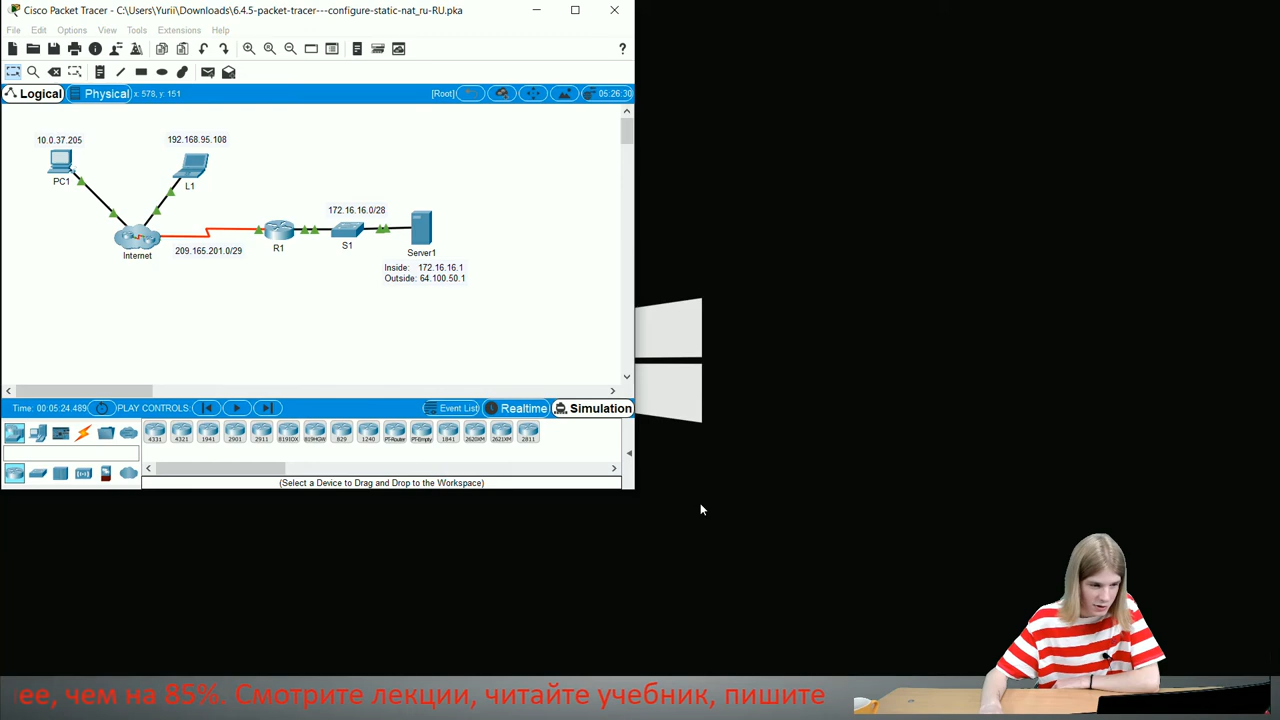 Cisco Packet Tracer - C:\Users\Yurii\Downloads\6.4.5-packet-tracer---configure-static-nat_ru-RU.pka
File Edit Options View Tools Extensions Help
?
Logical Physical x: 578, y: 151 [Root] 05:26:30
10.0.37.205
192.168.95.108
PC1
L1
172.16.16.0/28
Internet
209.165.201.0/29
R1
S1
Server1
Inside: 172.16.16.1
Outside: 64.100.50.1
Time: 00:05:24.489 PLAY CONTROLS: Event List Realtime Simulation
4331 4321 1941 2901 2911 819IOX 819HGW 829 1240 PT-Router PT-Empty 1841 2620XM 2621XM 2811
(Select a Device to Drag and Drop to the Workspace)
ее, чем на 85%. Смотрите лекции, читайте учебник, пишите